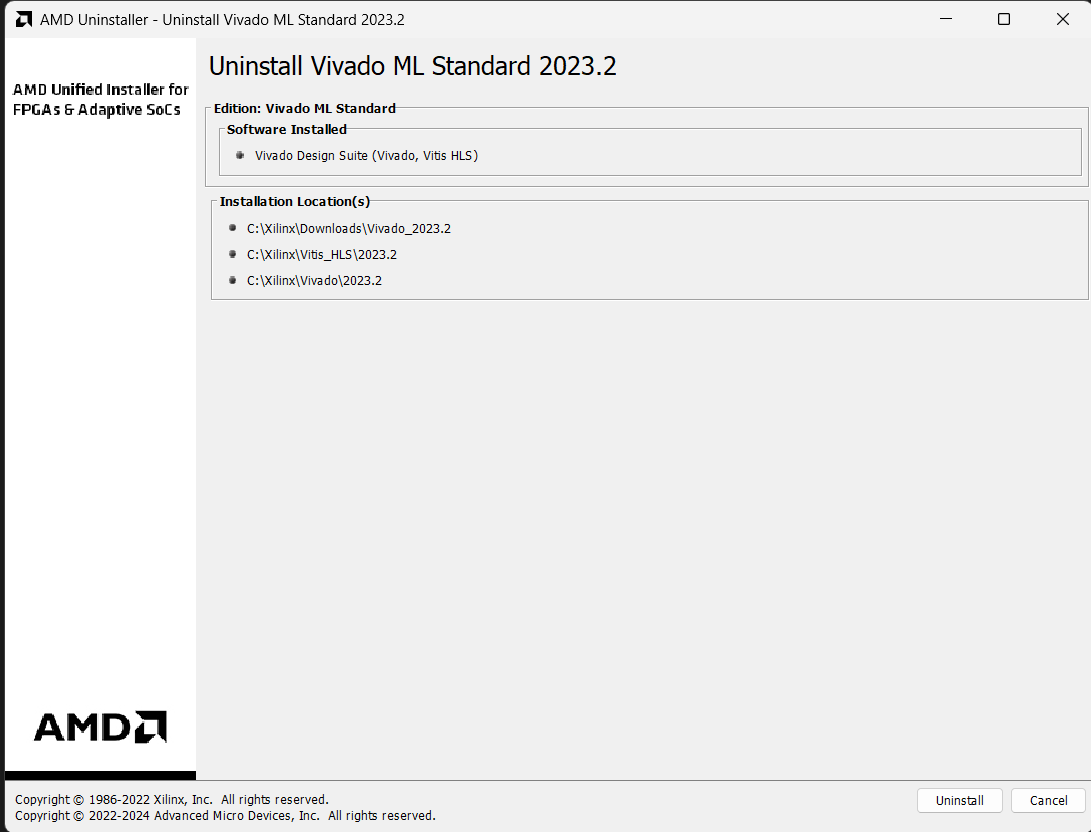 AMD Uninstaller - Uninstall Vivado ML Standard 2023.2
AMD Unified Installer for
FPGAs & Adaptive SoCs
Uninstall Vivado ML Standard 2023.2
Edition: Vivado ML Standard
Software Installed
Vivado Design Suite (Vivado, Vitis HLS)
Installation Location(s)
C:\Xilinx\Downloads\Vivado_2023.2
C:\Xilinx\Vitis_HLS\2023.2
C:\Xilinx\Vivado\2023.2
AMD
Copyright © 1986-2022 Xilinx, Inc. All rights reserved.
Copyright © 2022-2024 Advanced Micro Devices, Inc. All rights reserved.
Uninstall
Cancel